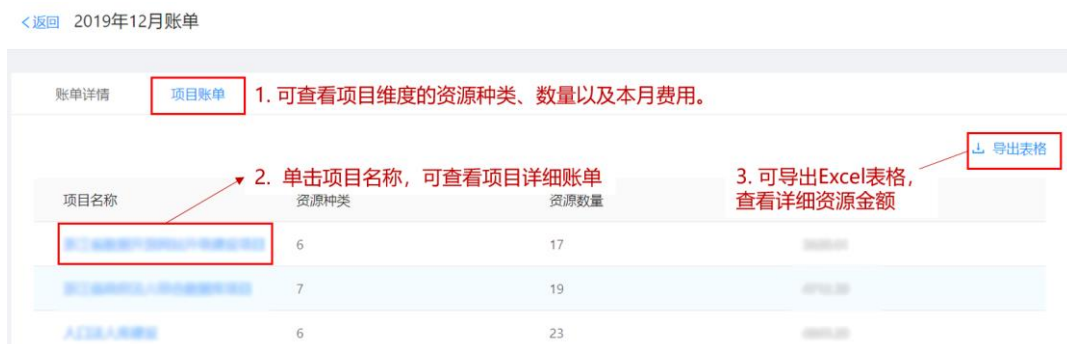 <返回 2019年12月账单
账单详情 项目账单 1. 可查看项目维度的资源种类、数量以及本月费用。
导出表格
2. 单击项目名称，可查看项目详细账单
3. 可导出Excel表格，
查看详细资源金额
项目名称 资源种类 资源数量
6 17
7 19
6 23